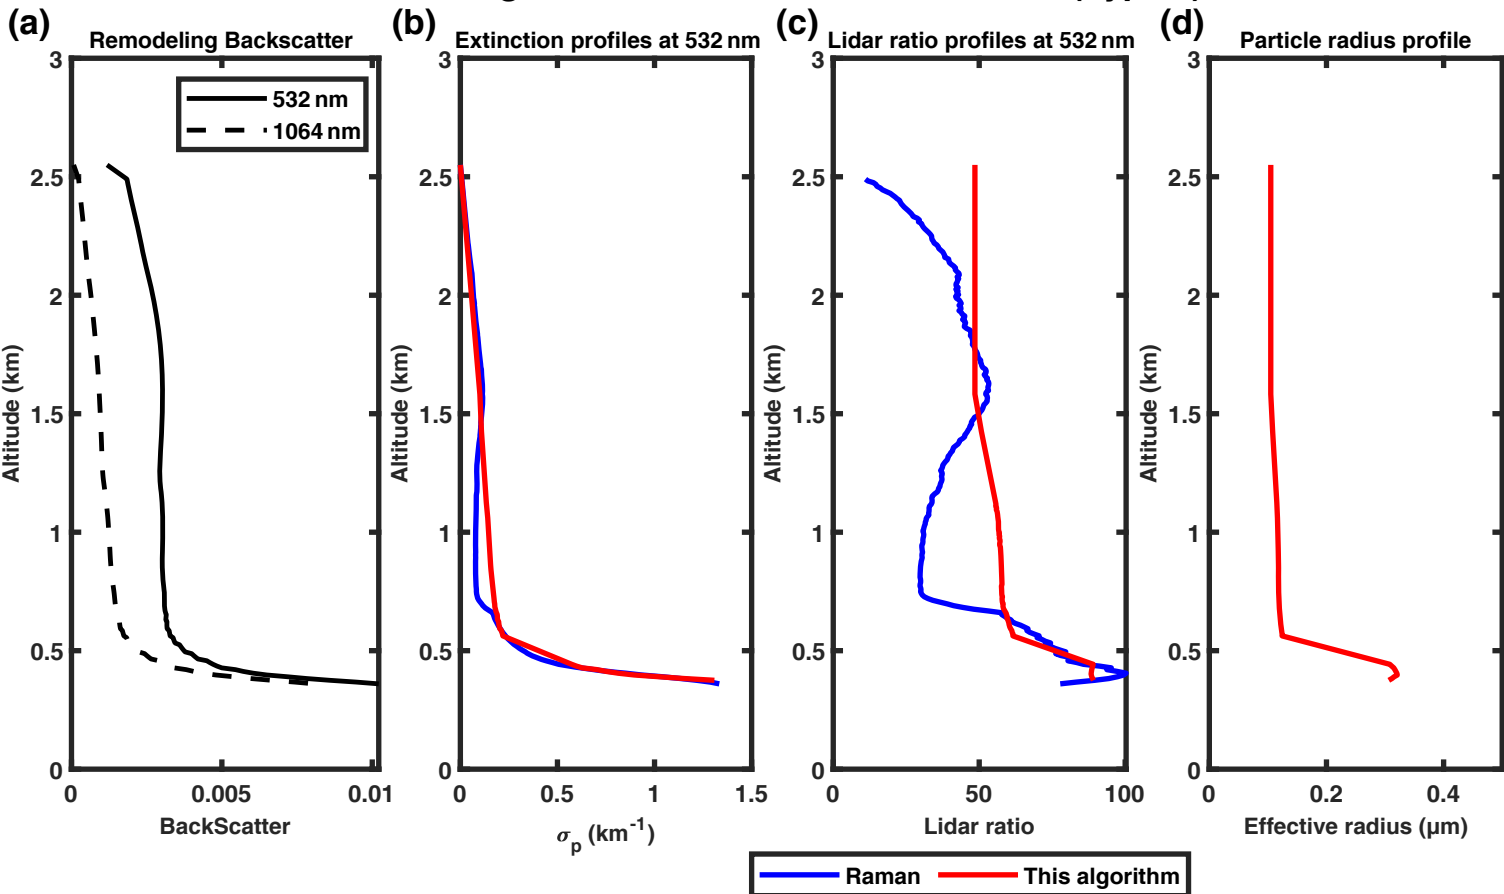 (a)
(b)
(c)
(d)
Remodeling Backscatter
Extinction profiles at 532 nm
Lidar ratio profiles at 532 nm
Particle radius profile
532 nm
1064 nm
3
2.5
2
1.5
1
0.5
0
Altitude (km)
0
0.005
0.01
BackScatter
3
2.5
2
1.5
1
0.5
0
Altitude (km)
0
0.5
1
1.5
σp (km-1)
3
2.5
2
1.5
1
0.5
0
Altitude (km)
0
50
100
Lidar ratio
3
2.5
2
1.5
1
0.5
0
Altitude (km)
0
0.2
0.4
Effective radius (µm)
Raman
This algorithm